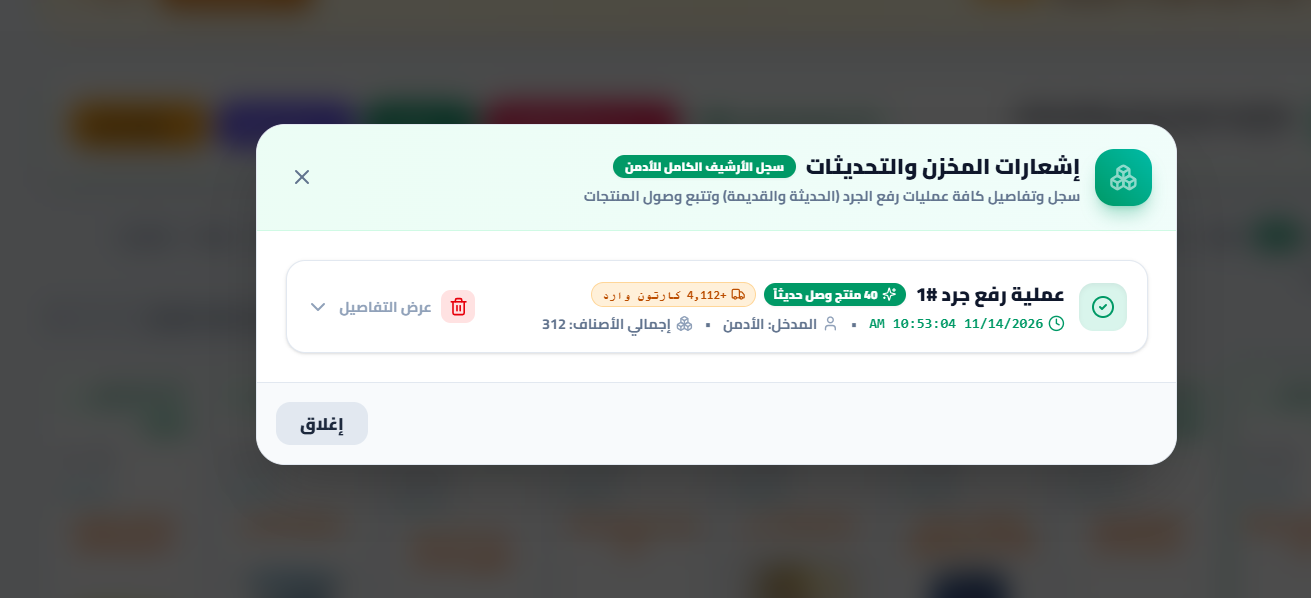 إشعارات المخزن والتحديثات سجل الأرشيف الكامل للأدمن
سجل وتفاصيل كافة عمليات رفع الجرد (الحديثة والقديمة) وتتبع وصول المنتجات
عملية رفع جرد #1 40 منتج وصل حديثاً +4,112 كارتون وارد
11/14/2026 10:53:04 AM • المدخل: الأدمن • إجمالي الأصناف: 312
عرض التفاصيل
إغلاق